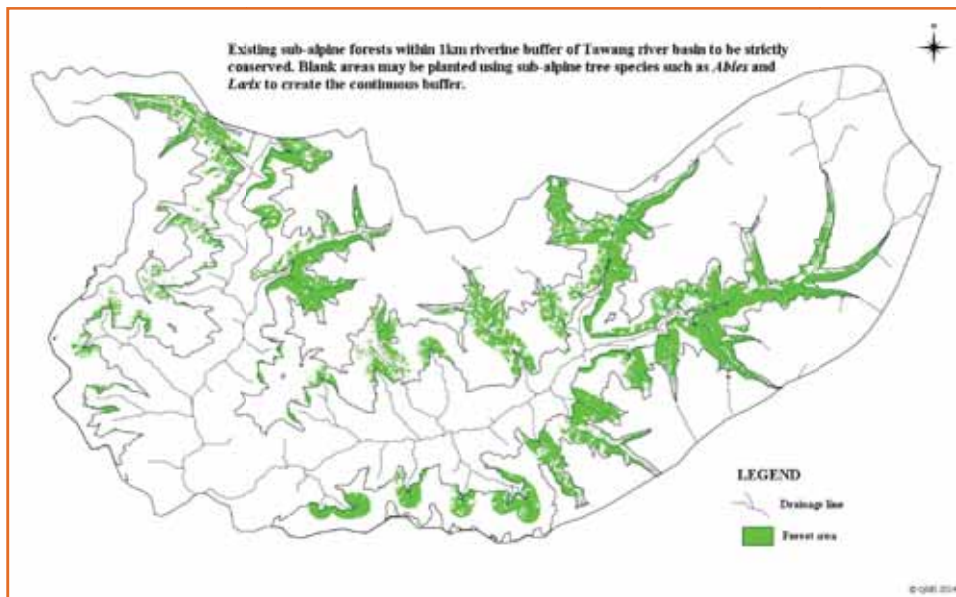 Existing sub-alpine forests within 1km riverine buffer of Tawang river basin to be strictly
conserved. Blank areas may be planted using sub-alpine tree species such as Abies and
Larix to create the continuous buffer.
LEGEND
Drainage line
Forest area